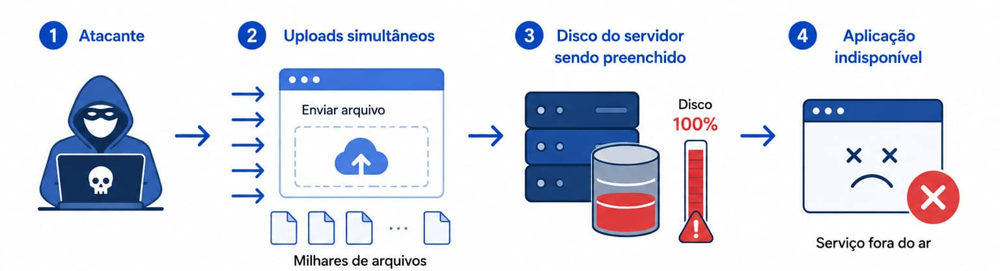 1 Atacante
2 Uploads simultâneos
3 Disco do servidor
sendo preenchido
4 Aplicação
indisponível
Enviar arquivo
Milhares de arquivos
Disco
100%
Serviço fora do ar